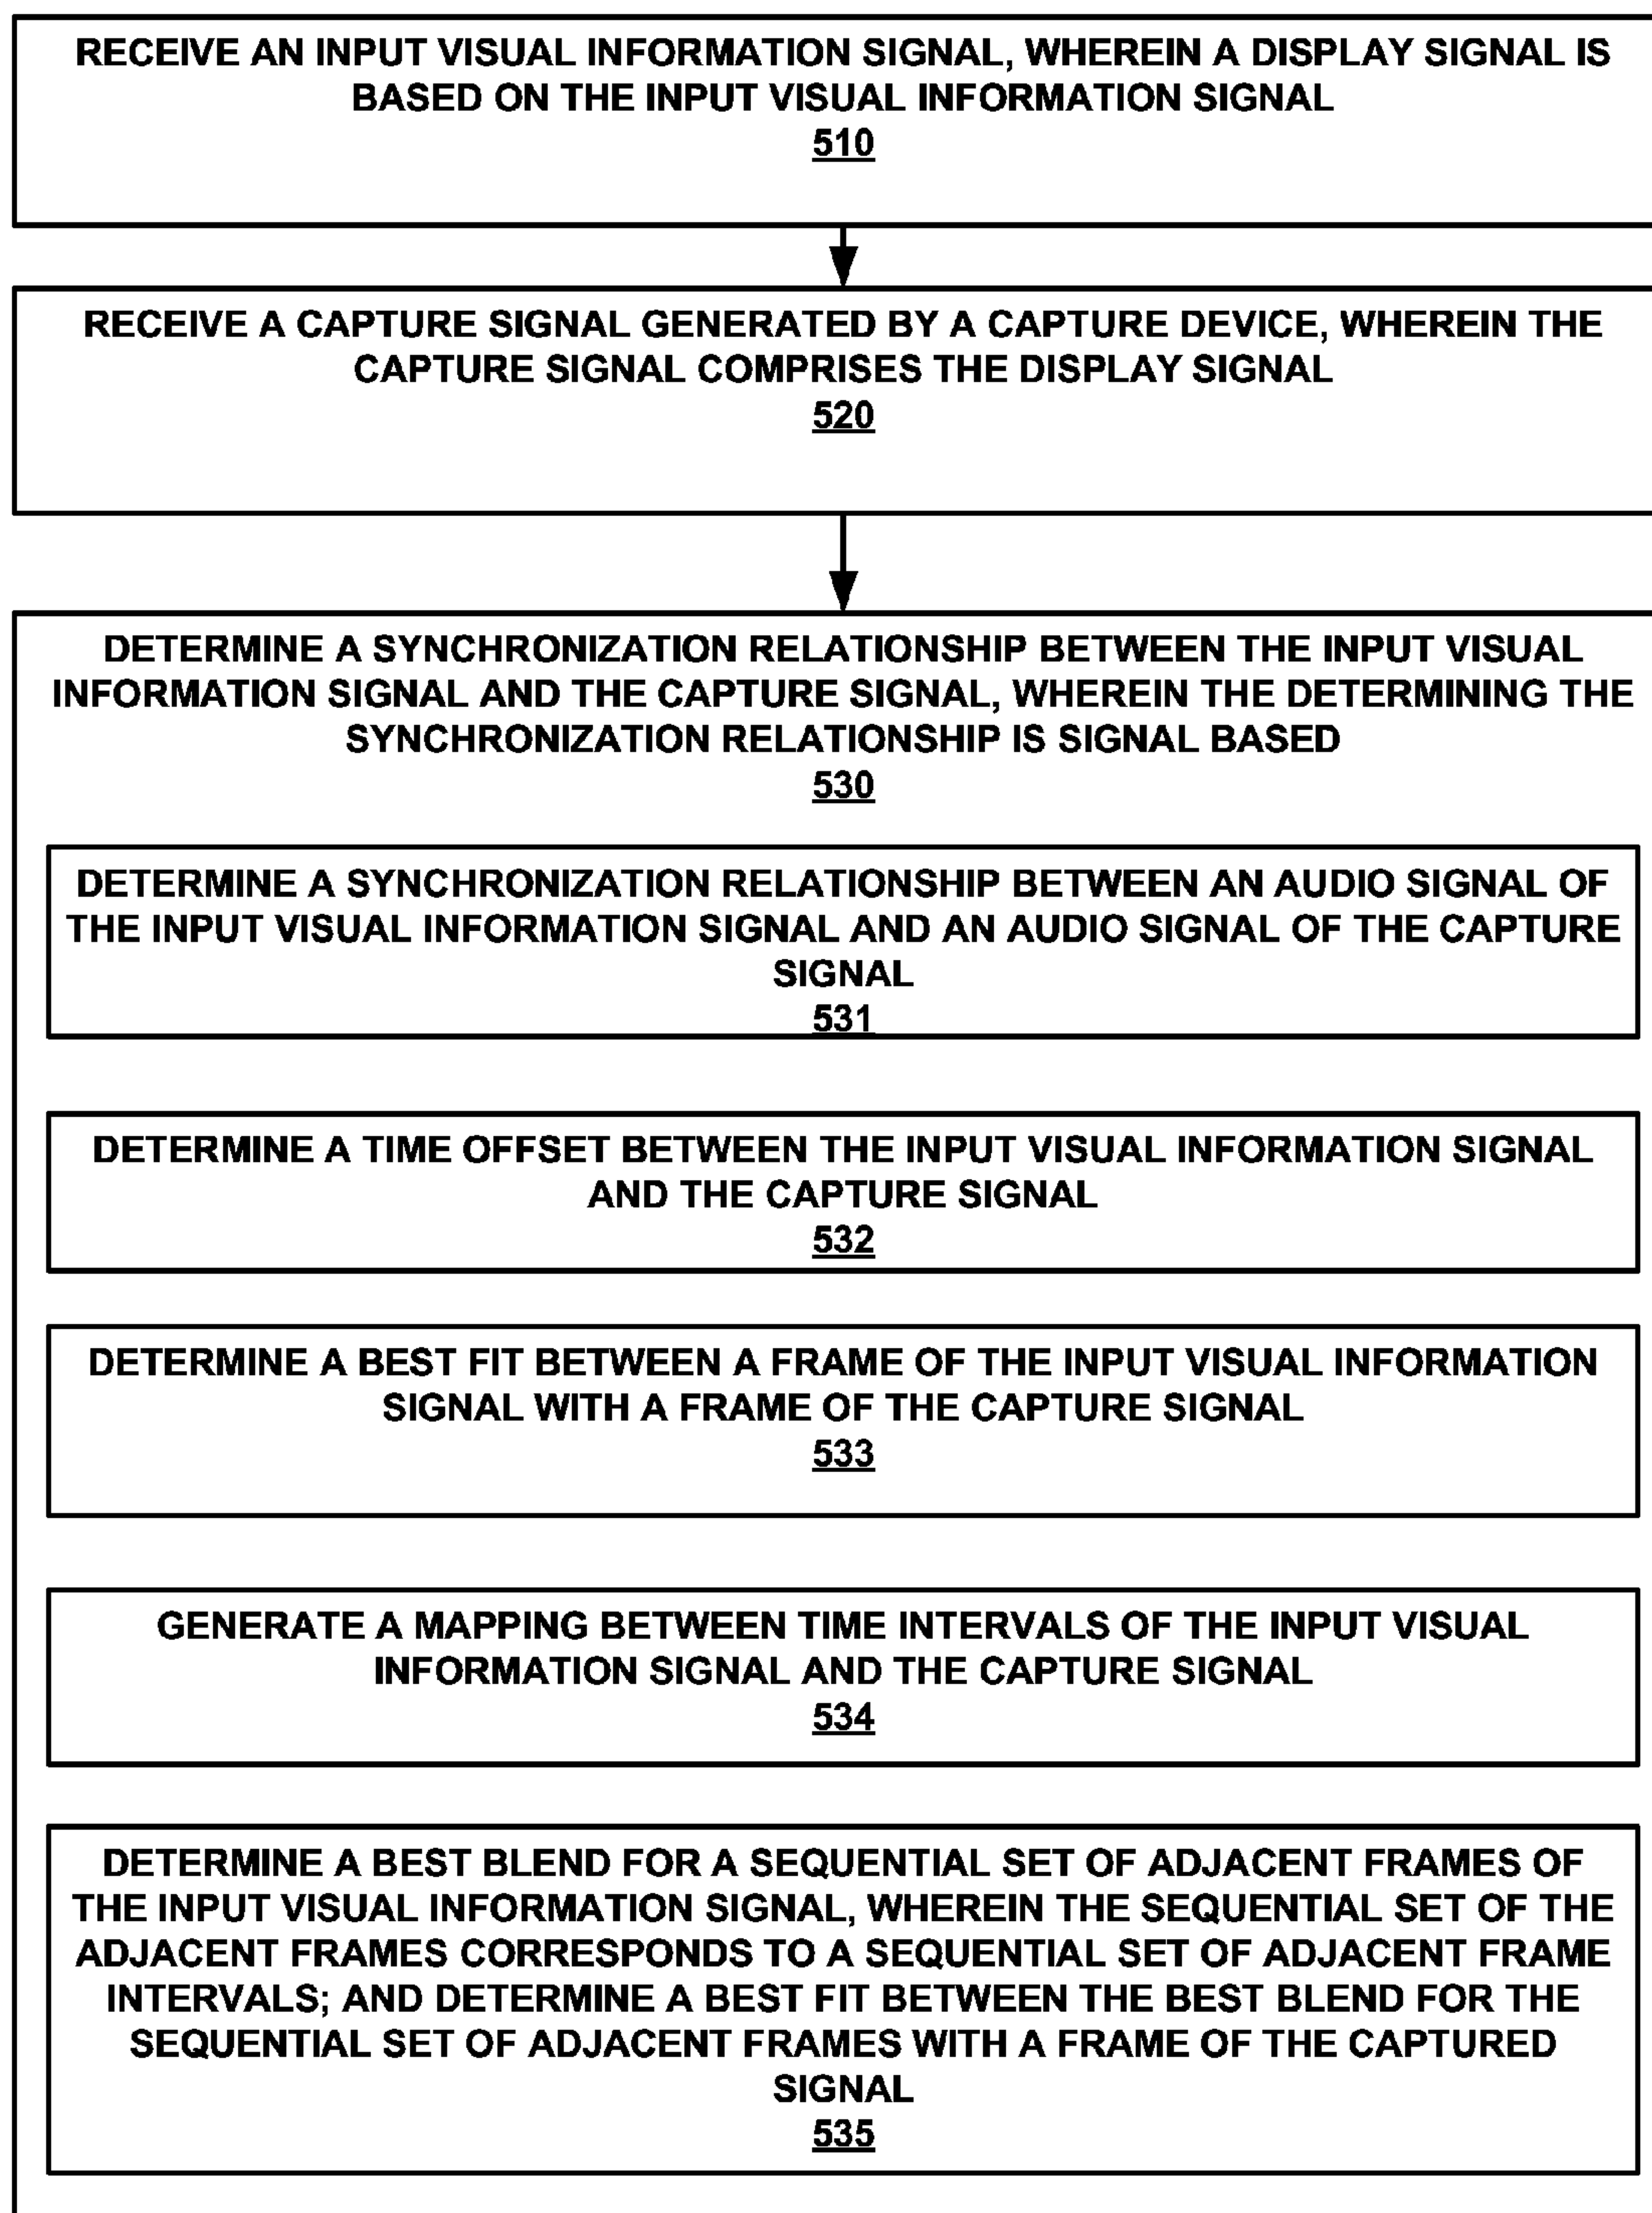 RECEIVE AN INPUT VISUAL INFORMATION SIGNAL, WHEREIN A DISPLAY SIGNAL IS
BASED ON THE INPUT VISUAL INFORMATION SIGNAL
510
RECEIVE A CAPTURE SIGNAL GENERATED BY A CAPTURE DEVICE, WHEREIN THE
CAPTURE SIGNAL COMPRISES THE DISPLAY SIGNAL
520
DETERMINE A SYNCHRONIZATION RELATIONSHIP BETWEEN THE INPUT VISUAL
INFORMATION SIGNAL AND THE CAPTURE SIGNAL, WHEREIN THE DETERMINING THE
SYNCHRONIZATION RELATIONSHIP IS SIGNAL BASED
530
DETERMINE A SYNCHRONIZATION RELATIONSHIP BETWEEN AN AUDIO SIGNAL OF
THE INPUT VISUAL INFORMATION SIGNAL AND AN AUDIO SIGNAL OF THE CAPTURE
SIGNAL
531
DETERMINE A TIME OFFSET BETWEEN THE INPUT VISUAL INFORMATION SIGNAL
AND THE CAPTURE SIGNAL
532
DETERMINE A BEST FIT BETWEEN A FRAME OF THE INPUT VISUAL INFORMATION
SIGNAL WITH A FRAME OF THE CAPTURE SIGNAL
533
GENERATE A MAPPING BETWEEN TIME INTERVALS OF THE INPUT VISUAL
INFORMATION SIGNAL AND THE CAPTURE SIGNAL
534
DETERMINE A BEST BLEND FOR A SEQUENTIAL SET OF ADJACENT FRAMES OF
THE INPUT VISUAL INFORMATION SIGNAL, WHEREIN THE SEQUENTIAL SET OF THE
ADJACENT FRAMES CORRESPONDS TO A SEQUENTIAL SET OF ADJACENT FRAME
INTERVALS; AND DETERMINE A BEST FIT BETWEEN THE BEST BLEND FOR THE
SEQUENTIAL SET OF ADJACENT FRAMES WITH A FRAME OF THE CAPTURED
SIGNAL
535